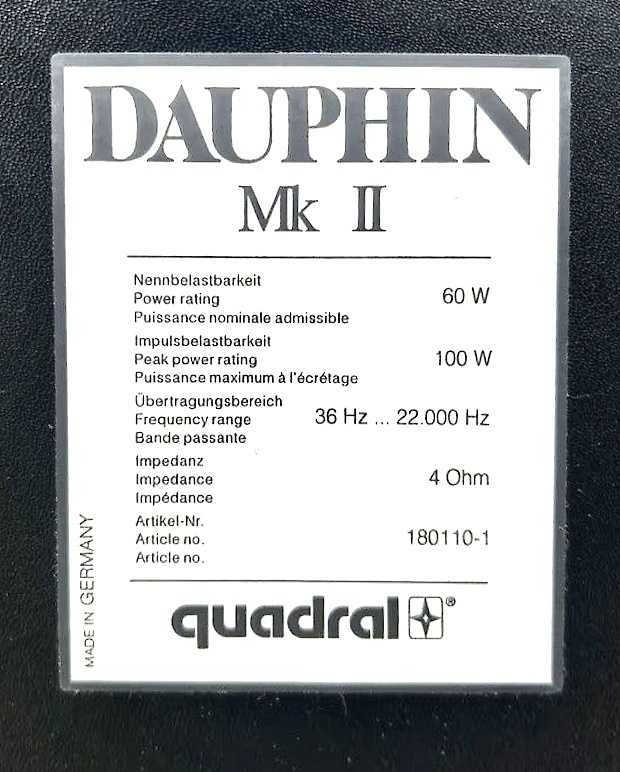 DAUPHIN
Mk II
Nennbelastbarkeit
Power rating 60 W
Puissance nominale admissible
Impulsbelastbarkeit
Peak power rating 100 W
Puissance maximum à l'écrétage
Übertragungsbereich
Frequency range 36 Hz ... 22.000 Hz
Bande passante
Impedanz
Impedance 4 Ohm
Impédance
Artikel-Nr.
Article no. 180110-1
Article no.
MADE IN GERMANY
quadral ®